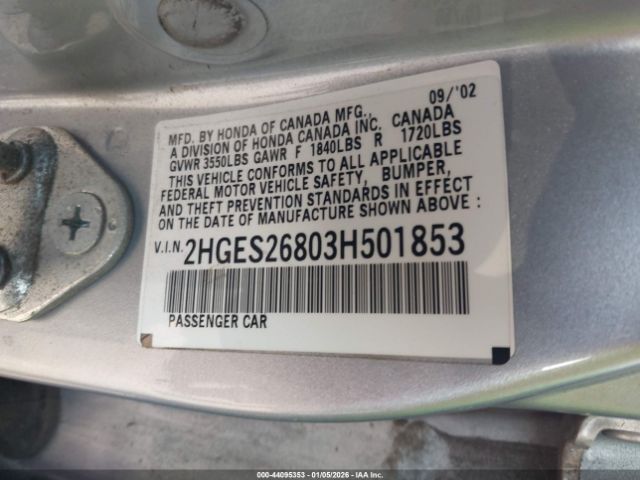 09/'02
MFD. BY HONDA OF CANADA MFG.,
A DIVISION OF HONDA CANADA INC. CANADA
GVWR 3550LBS GAWR F 1840LBS R 1720LBS
THIS VEHICLE CONFORMS TO ALL APPLICABLE
FEDERAL MOTOR VEHICLE SAFETY, BUMPER,
AND THEFT PREVENTION STANDARDS IN EFFECT
ON THE DATE OF MANUFACTURE SHOWN ABOVE :
V.I.N. 2HGES26803H501853
PASSENGER CAR
000-44095353 - 01/05/2026 - IAA Inc.